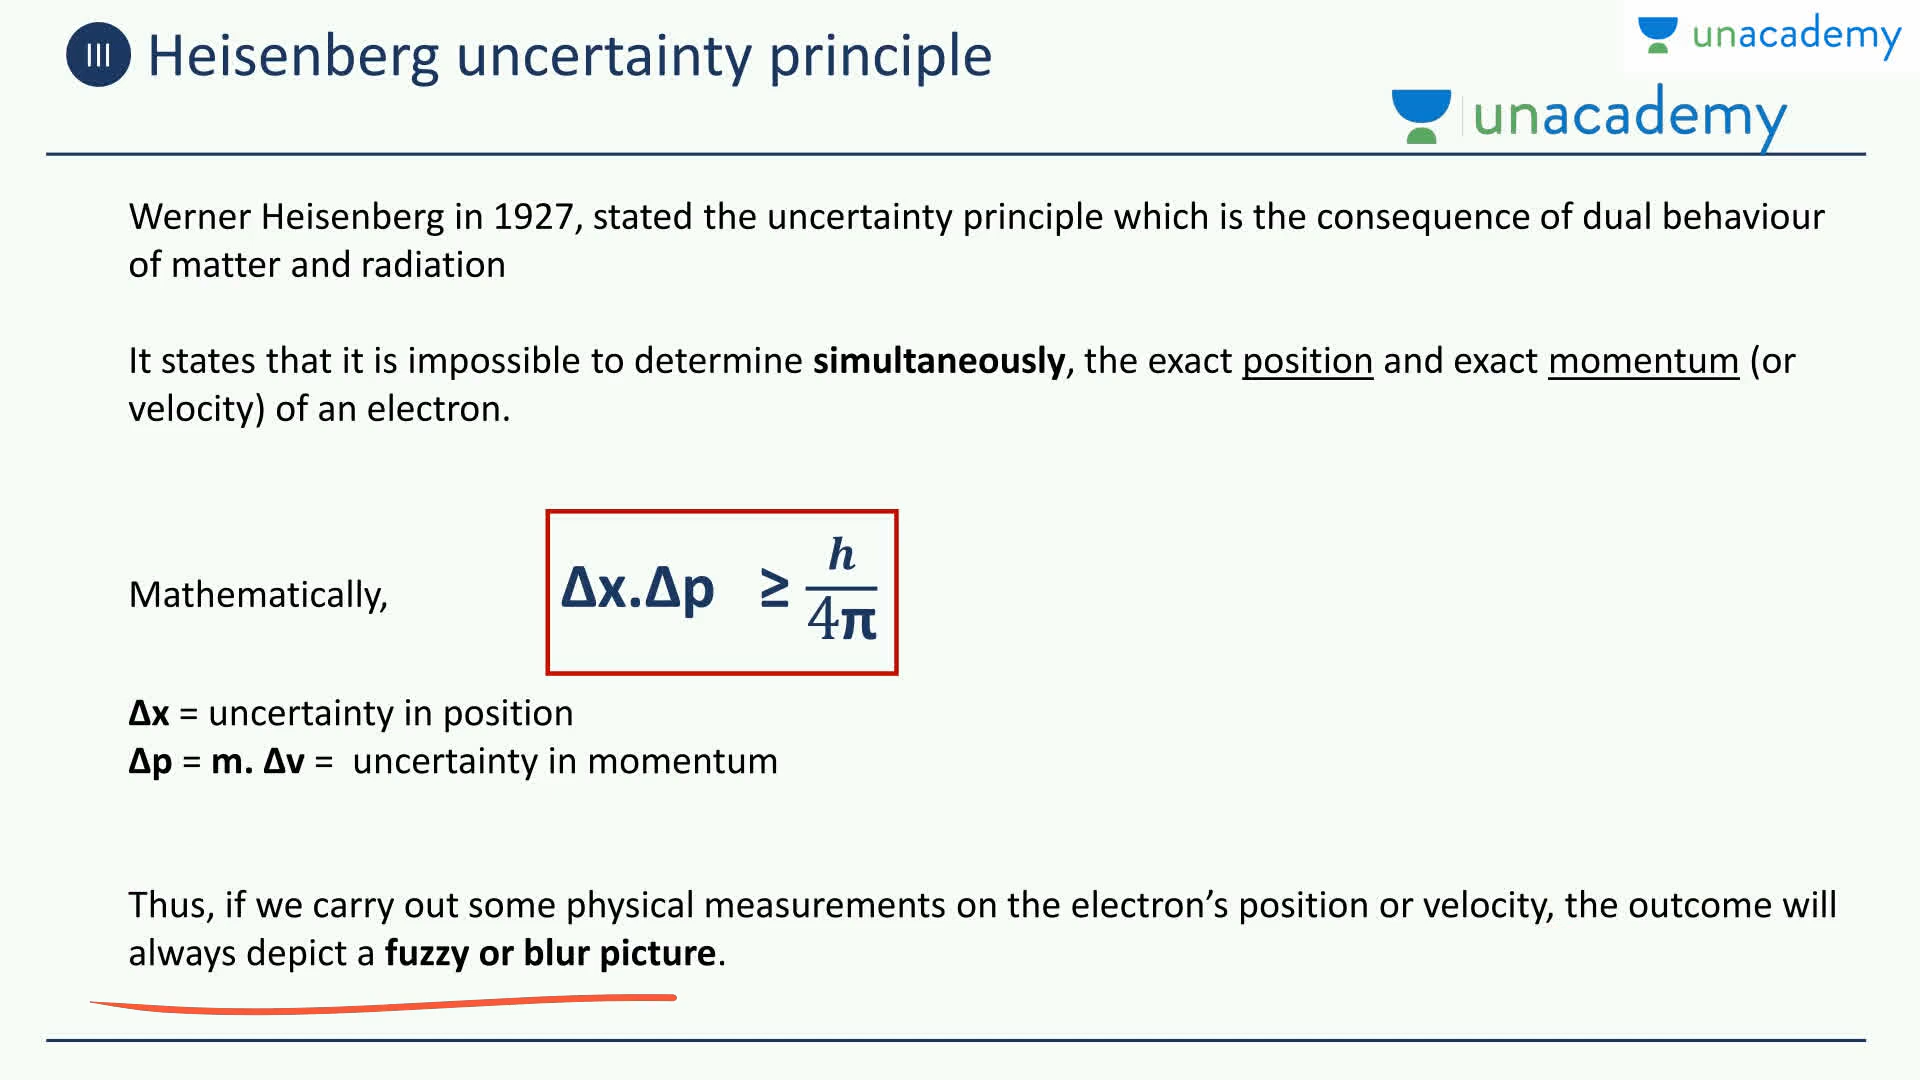 III Heisenberg uncertainty principle
unacademy
unacademy
Werner Heisenberg in 1927, stated the uncertainty principle which is the consequence of dual behaviour
of matter and radiation
It states that it is impossible to determine simultaneously, the exact position and exact momentum (or
velocity) of an electron.
Mathematically, Δx.Δp ≥ h/4π
Δx = uncertainty in position
Δp = m. Δv = uncertainty in momentum
Thus, if we carry out some physical measurements on the electron’s position or velocity, the outcome will
always depict a fuzzy or blur picture.